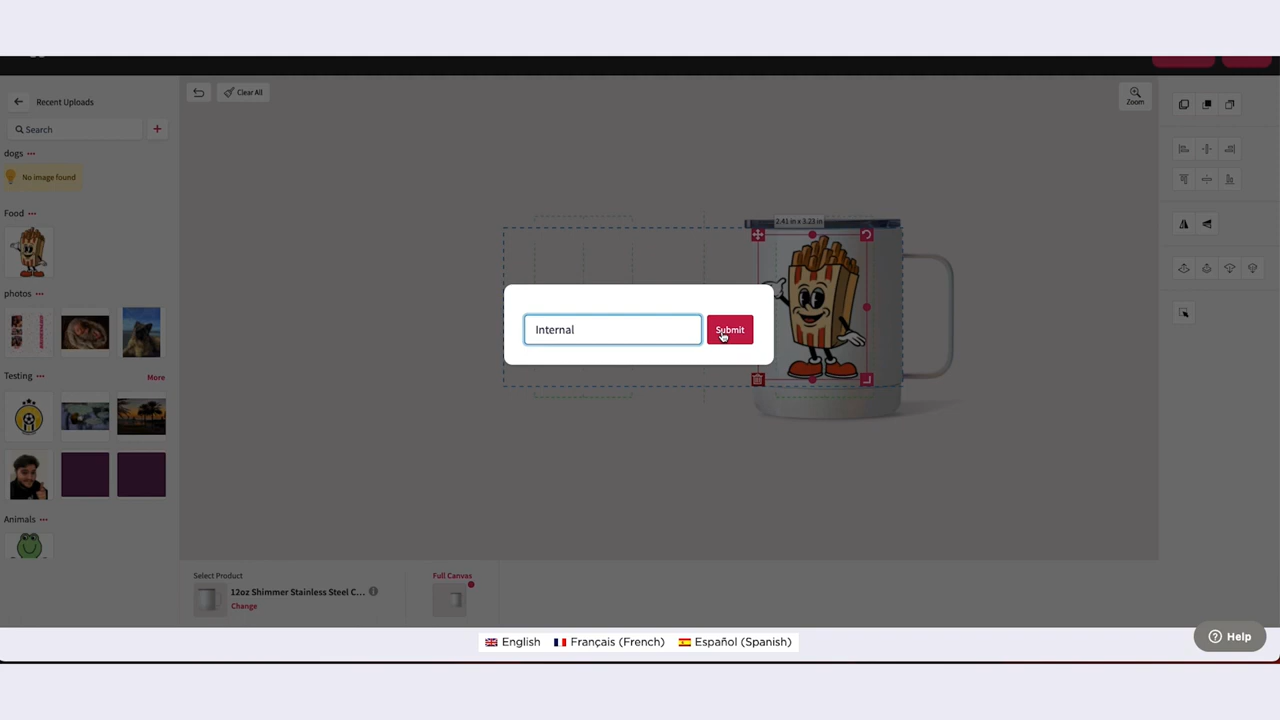 Recent Uploads
Clear All
Zoom
Search
dogs
No image found
Food
2.41 in x 3.23 in
photos
Internal
Submit
Testing
More
Animals
Select Product
12oz Shimmer Stainless Steel C...
Change
Full Canvas
English
Français (French)
Español (Spanish)
Help